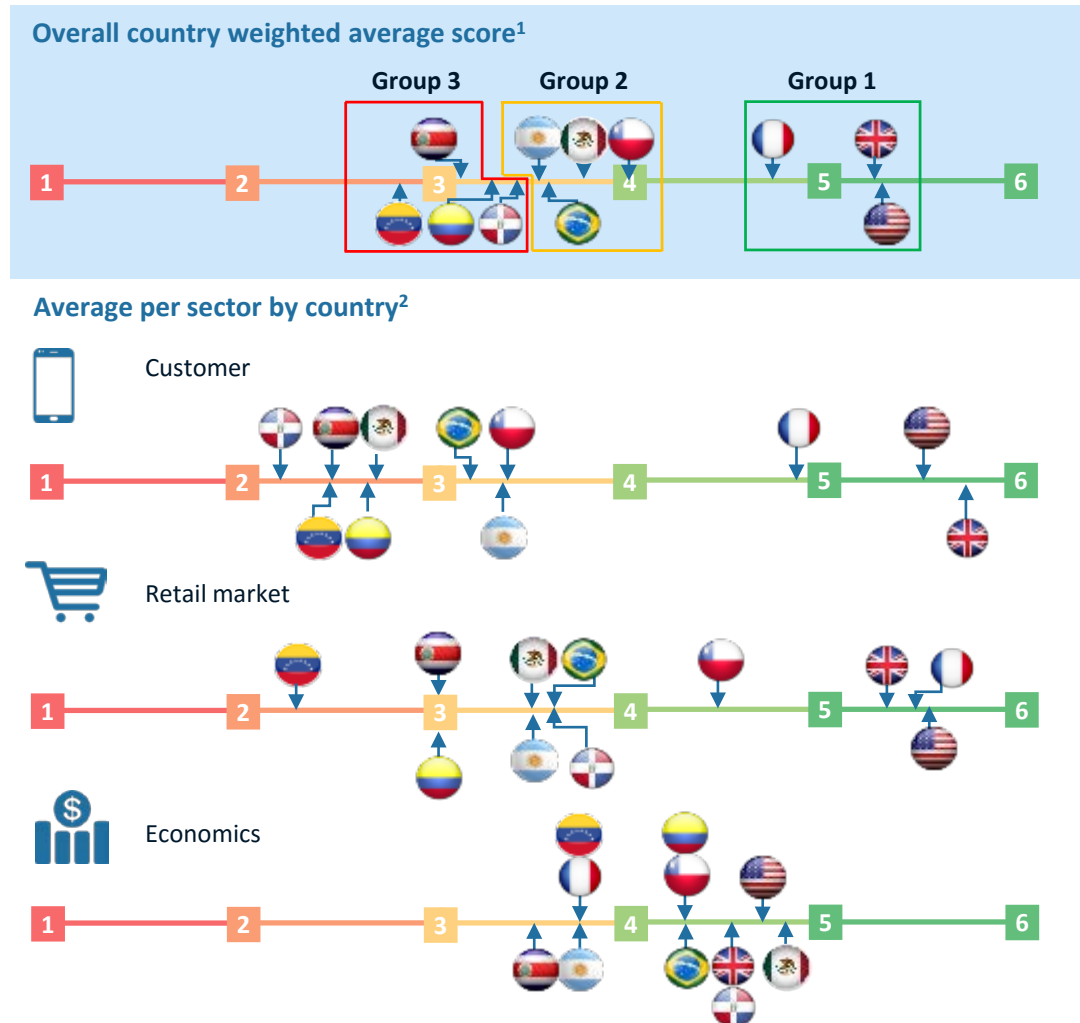 Overall country weighted average score¹
Group 3 Group 2 Group 1
1 2 3 4 5 6
Average per sector by country²
Customer
1 2 3 4 5 6
Retail market
1 2 3 4 5 6
$
Economics
1 2 3 4 5 6